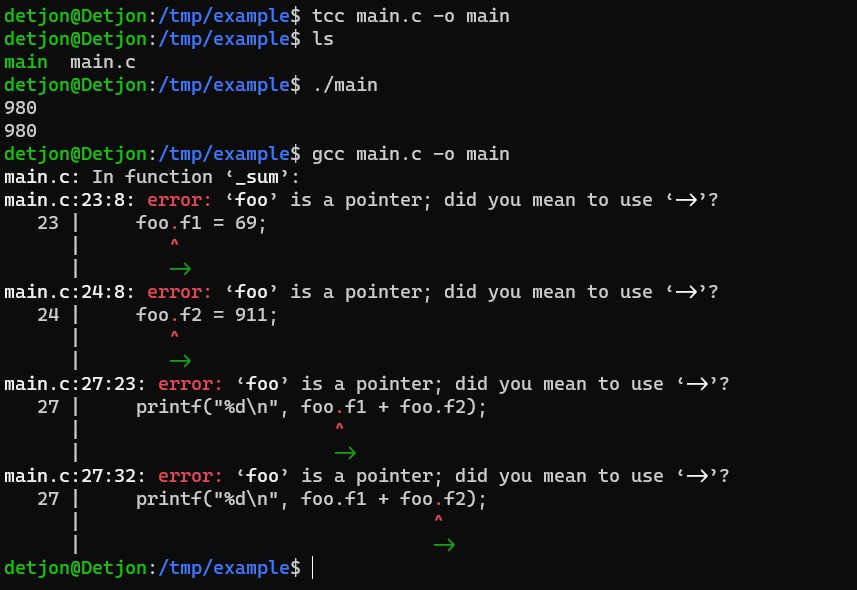 detjon@Detjon:/tmp/example$ tcc main.c -o main
detjon@Detjon:/tmp/example$ ls
main  main.c
detjon@Detjon:/tmp/example$ ./main
980
980
detjon@Detjon:/tmp/example$ gcc main.c -o main
main.c: In function ‘_sum’:
main.c:23:8: error: ‘foo’ is a pointer; did you mean to use ‘->’?
   23 |     foo.f1 = 69;
      |        ^
      |        ->
main.c:24:8: error: ‘foo’ is a pointer; did you mean to use ‘->’?
   24 |     foo.f2 = 911;
      |        ^
      |        ->
main.c:27:23: error: ‘foo’ is a pointer; did you mean to use ‘->’?
   27 |     printf("%d\n", foo.f1 + foo.f2);
      |                       ^
      |                       ->
main.c:27:32: error: ‘foo’ is a pointer; did you mean to use ‘->’?
   27 |     printf("%d\n", foo.f1 + foo.f2);
      |                                ^
      |                                ->
detjon@Detjon:/tmp/example$